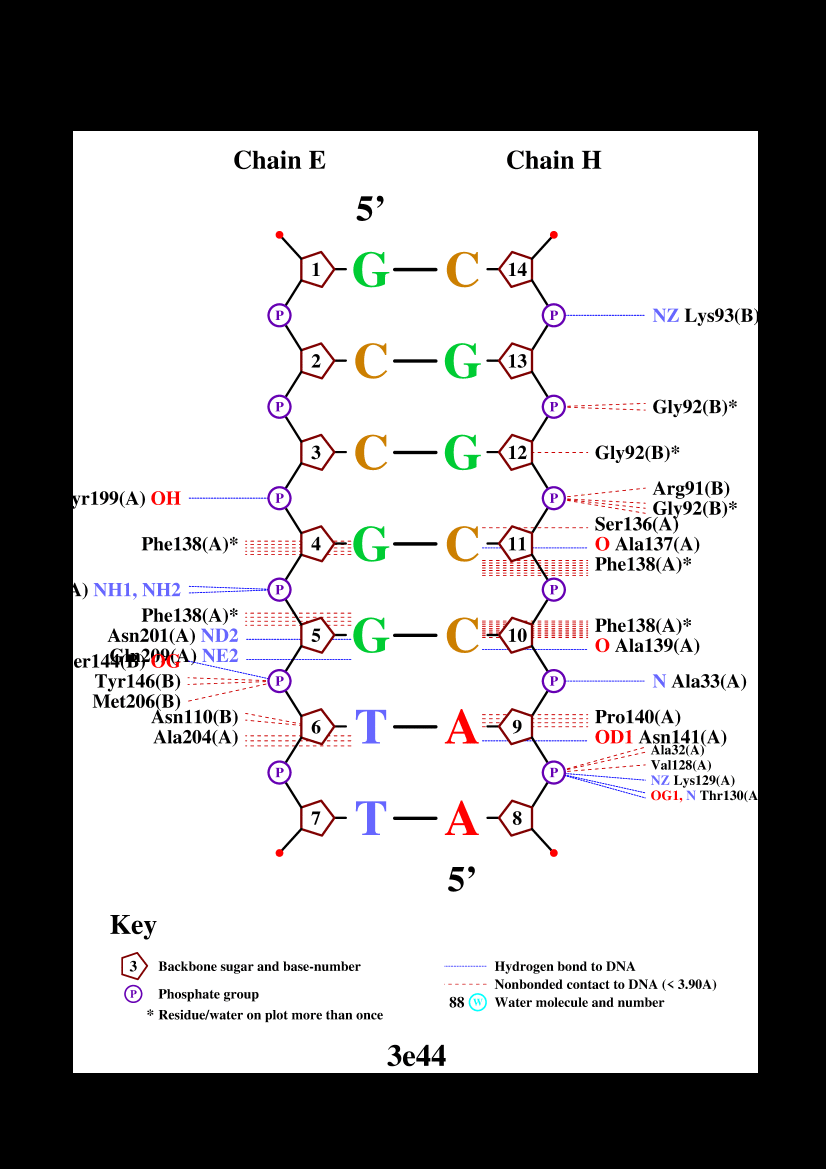 Chain E Chain H
5’
1 G C 14
P P NZ Lys93(B)
2 C G 13
P P Gly92(B)*
3 C G 12 Gly92(B)*
yr199(A) OH P P Arg91(B)
Gly92(B)*
Ser136(A)
Phe138(A)* 4 G C 11 O Ala137(A)
Phe138(A)*
A) NH1, NH2 P P
Phe138(A)* Phe138(A)*
Asn201(A) ND2 5 G C 10 O Ala139(A)
Gln209(A) NE2
er144(B) OG
Tyr146(B) P P N Ala33(A)
Met206(B)
Asn110(B) Pro140(A)
6 T A 9
Ala204(A) OD1 Asn141(A)
Ala32(A)
Val128(A)
P P NZ Lys129(A)
OG1, N Thr130(A
7 T A 8
5’
Key
3 Backbone sugar and base-number Hydrogen bond to DNA
Nonbonded contact to DNA (< 3.90A)
P Phosphate group 88 W Water molecule and number
* Residue/water on plot more than once
3e44